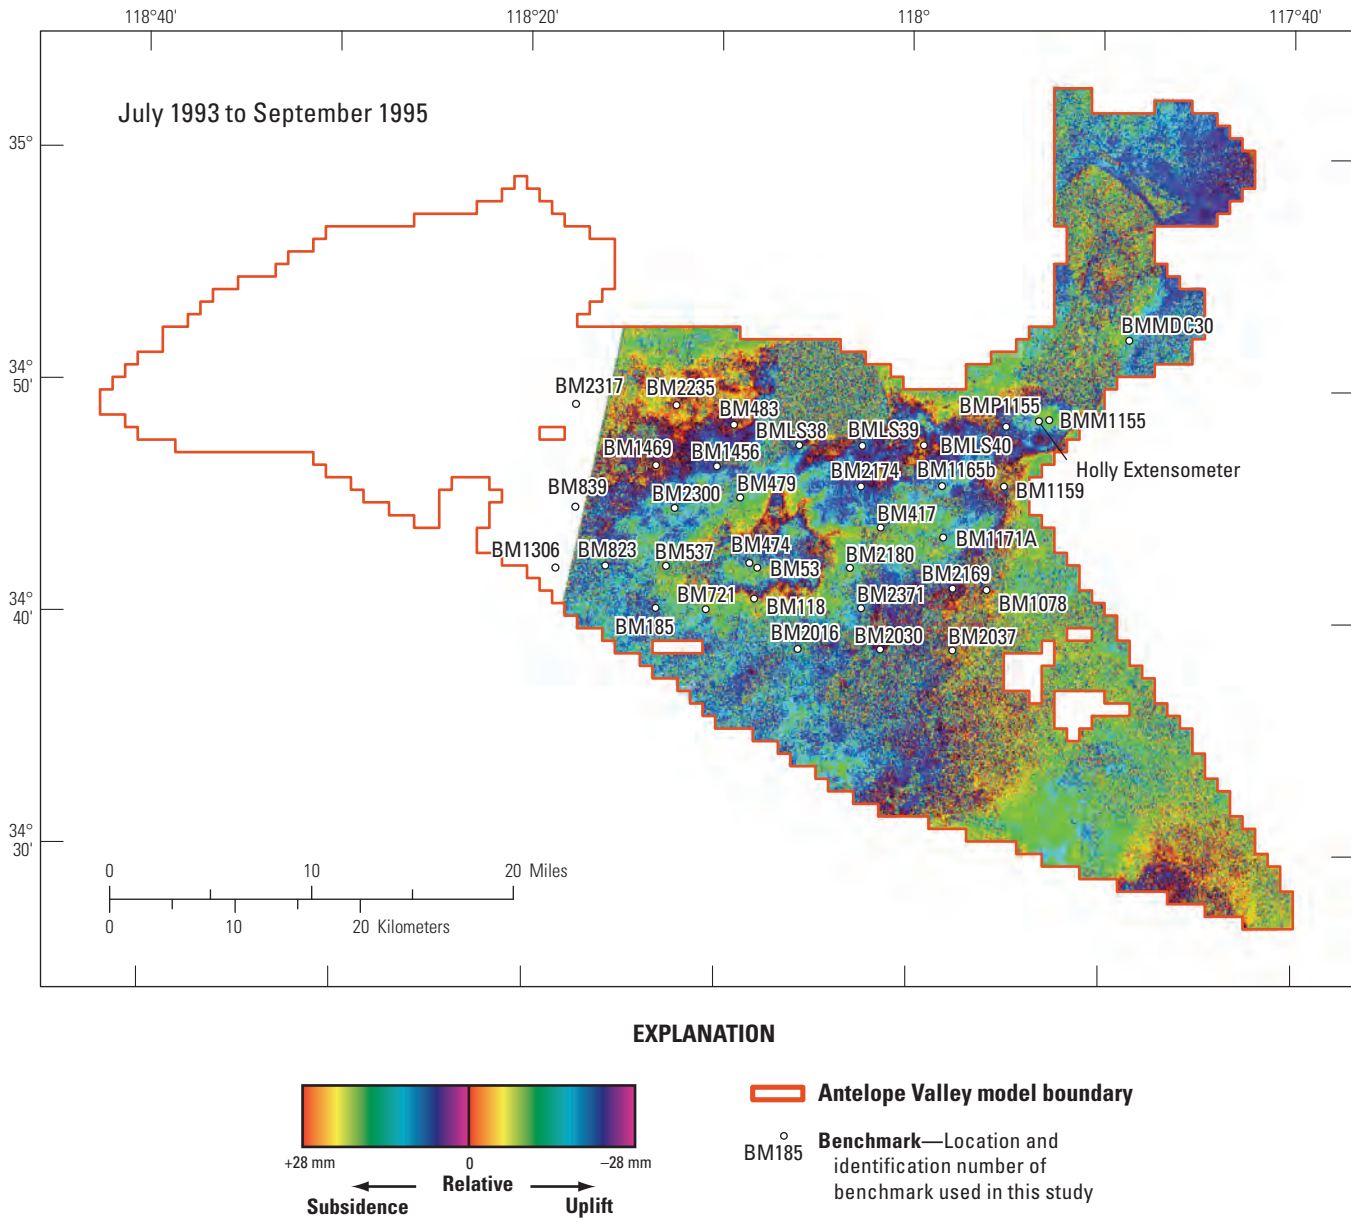 118°40'
118°20'
118°
117°40'
July 1993 to September 1995
35°
34°
50'
34°
40'
34°
30'
BMMDC30
BM2317
BM2235
BM483
BMP1155
BMM1155
BMLS38
BMLS39
BMLS40
BM1469
BM1456
BM2174
BM1165b
Holly Extensometer
BM479
BM1159
BM839
BM2300
BM417
BM1171A
BM1306
BM823
BM537
BM474
BM53
BM2180
BM2169
BM721
BM118
BM2371
BM1078
BM185
BM2016
BM2030
BM2037
0 10 20 Miles
0 10 20 Kilometers
EXPLANATION
+28 mm 0 –28 mm
Relative
Subsidence Uplift
Antelope Valley model boundary
BM185
Benchmark—Location and
identification number of
benchmark used in this study